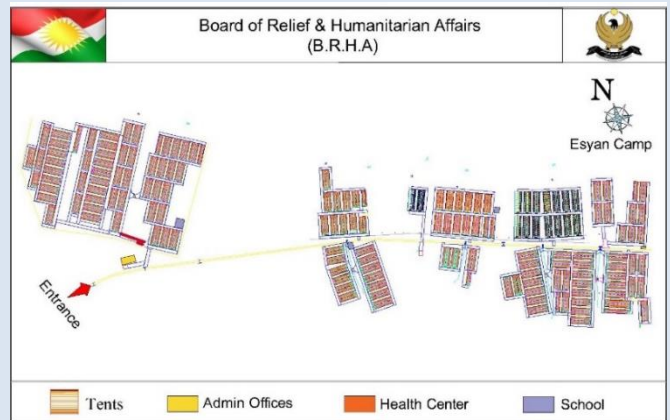 Board of Relief & Humanitarian Affairs
(B.R.H.A)
N
Esyan Camp
Entrance
Tents
Admin Offices
Health Center
School